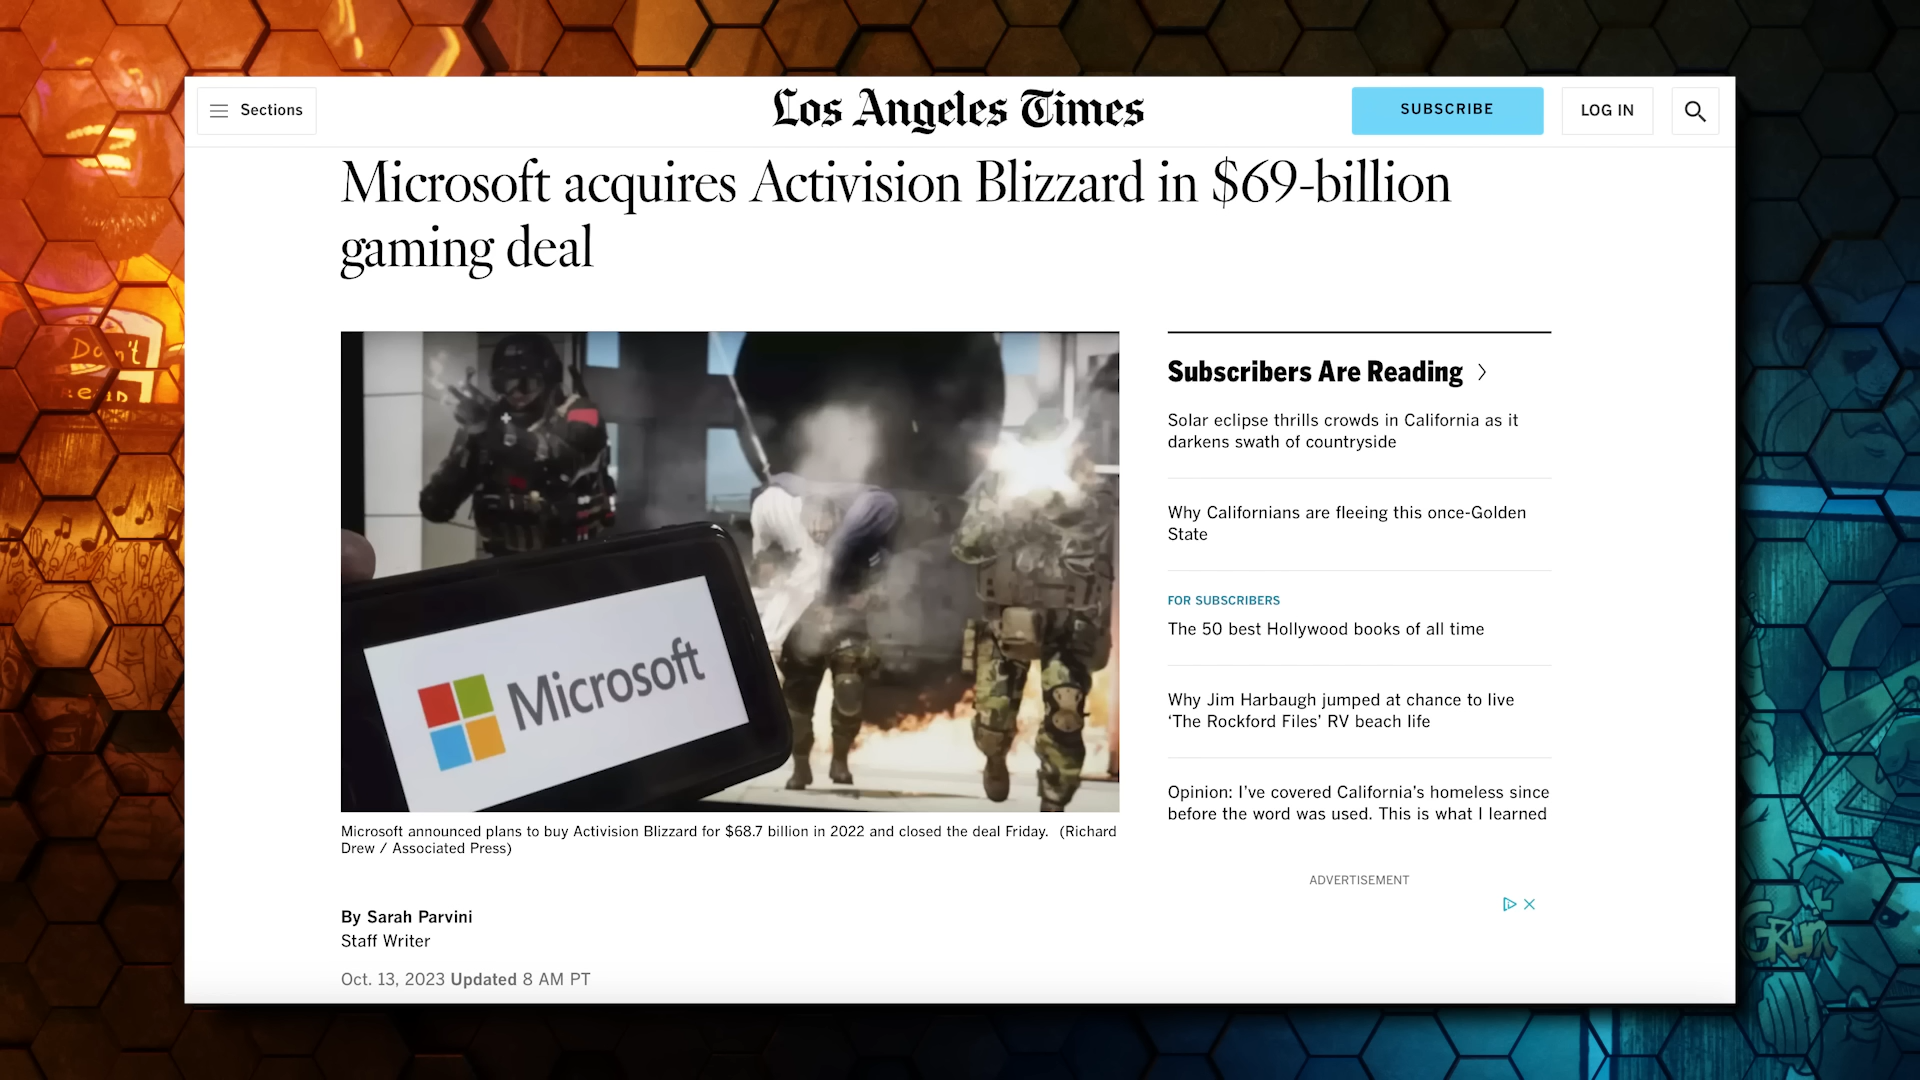 Sections
Los Angeles Times
SUBSCRIBE
LOG IN
Microsoft acquires Activision Blizzard in $69-billion
gaming deal
Don't
Microsoft
Microsoft announced plans to buy Activision Blizzard for $68.7 billion in 2022 and closed the deal Friday. (Richard
Drew / Associated Press)
By Sarah Parvini
Staff Writer
Oct. 13, 2023 Updated 8 AM PT
Subscribers Are Reading
Solar eclipse thrills crowds in California as it
darkens swath of countryside
Why Californians are fleeing this once-Golden
State
FOR SUBSCRIBERS
The 50 best Hollywood books of all time
Why Jim Harbaugh jumped at chance to live
‘The Rockford Files’ RV beach life
Opinion: I’ve covered California’s homeless since
before the word was used. This is what I learned
ADVERTISEMENT